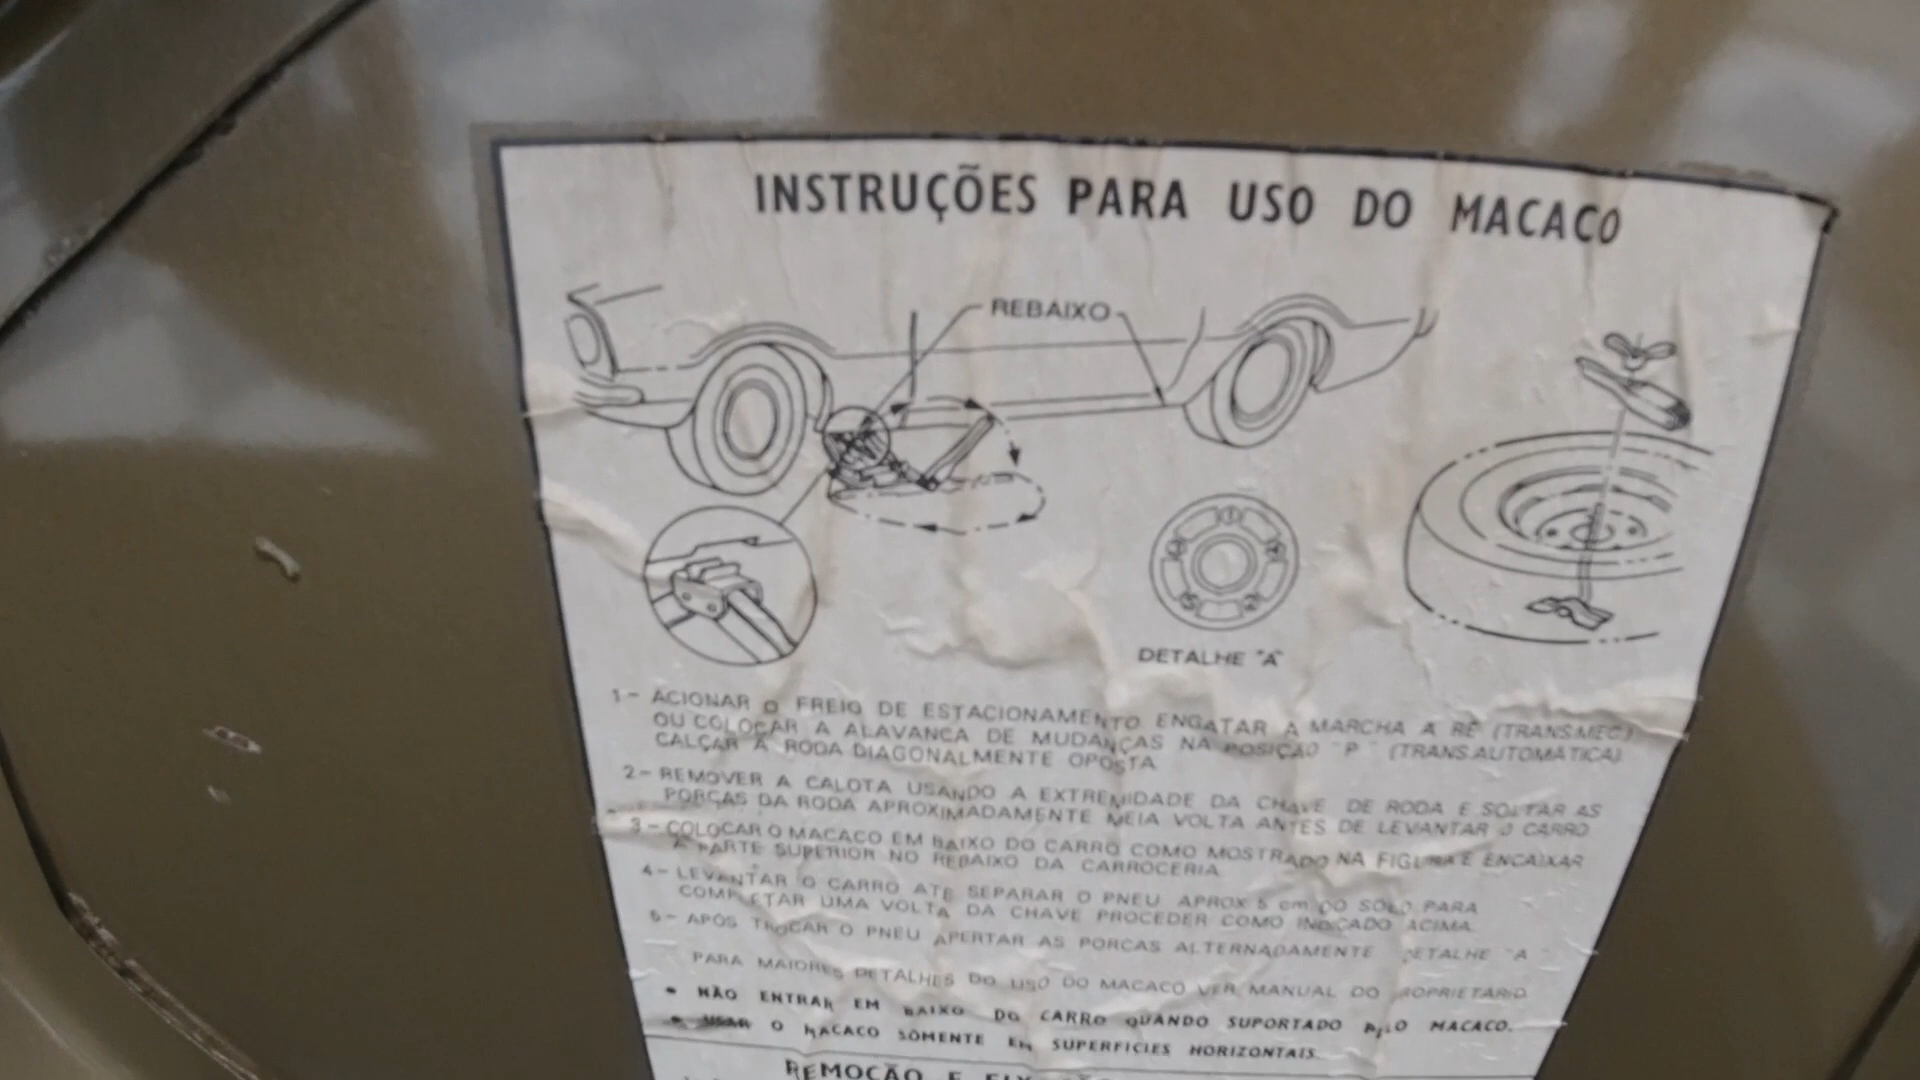 INSTRUÇÕES PARA USO DO MACACO
REBAIXO
DETALHE "A"
1- ACIONAR O FREIO DE ESTACIONAMENTO ENGATAR A MARCHA A RÉ (TRANS.MEC.)
OU COLOCAR A ALAVANCA DE MUDANÇAS NA POSIÇÃO "P" (TRANS.AUTOMATICA)
CALÇAR A RODA DIAGONALMENTE OPOSTA
2- REMOVER A CALOTA USANDO A EXTREMIDADE DA CHAVE DE RODA E SOLTAR AS
PORCAS DA RODA APROXIMADAMENTE MEIA VOLTA ANTES DE LEVANTAR O CARRO
3- COLOCAR O MACACO EM BAIXO DO CARRO COMO MOSTRADO NA FIGURA E ENCAIXAR
A PARTE SUPERIOR NO REBAIXO DA CARROCERIA
4- LEVANTAR O CARRO ATE SEPARAR O PNEU APROX 5 cm DO SOLO PARA
COMPLETAR UMA VOLTA DA CHAVE PROCEDER COMO INDICADO ACIMA.
5- APÓS TROCAR O PNEU APERTAR AS PORCAS ALTERNADAMENTE DETALHE "A"
PARA MAIORES DETALHES DO USO DO MACACO VER MANUAL DO PROPRIETARIO
• NÃO ENTRAR EM BAIXO DO CARRO QUANDO SUPORTADO PELO MACACO.
• USAR O MACACO SOMENTE EM SUPERFICIES HORIZONTAIS.
REMOÇÃO E